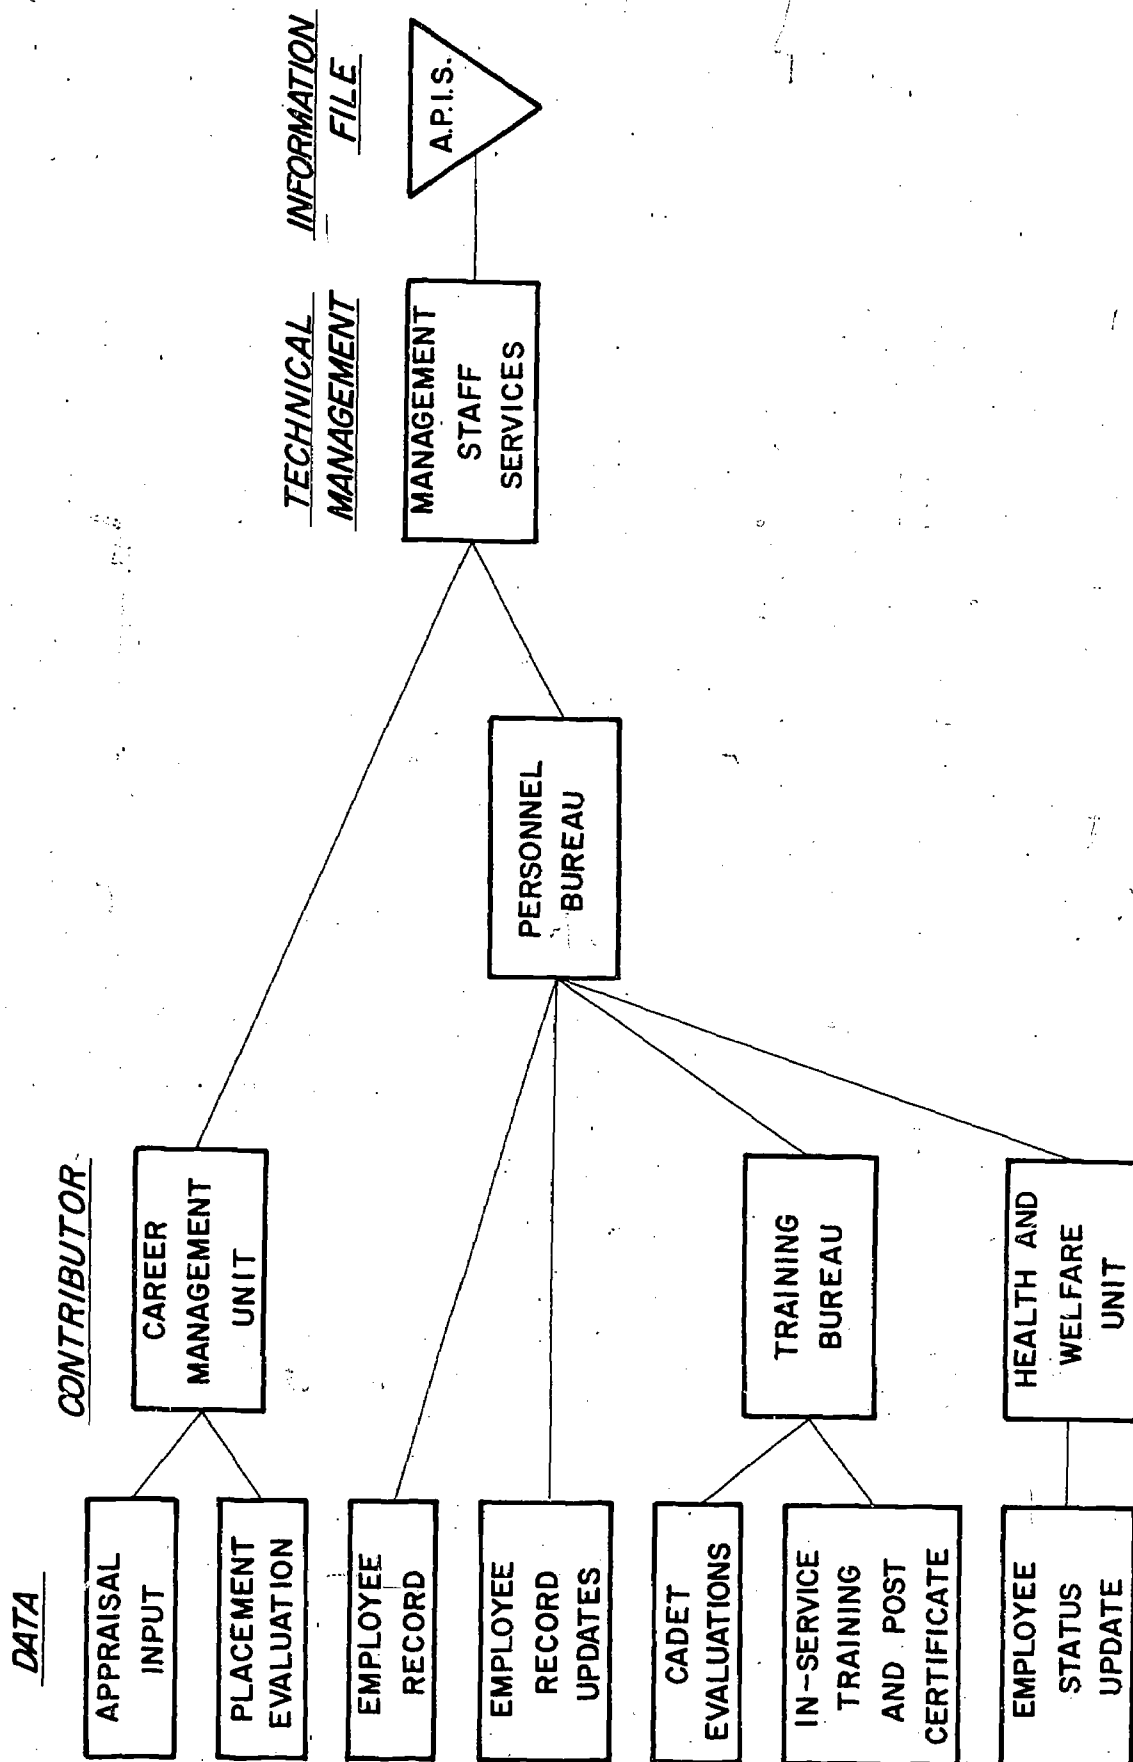 DATA
CONTRIBUTOR
TECHNICAL
MANAGEMENT
INFORMATION
FILE
APPRAISAL
INPUT
PLACEMENT
EVALUATION
EMPLOYEE
RECORD
EMPLOYEE
RECORD
UPDATES
CADET
EVALUATIONS
IN-SERVICE
TRAINING
AND POST
CERTIFICATE
EMPLOYEE
STATUS
UPDATE
CAREER
MANAGEMENT
UNIT
TRAINING
BUREAU
HEALTH AND
WELFARE
UNIT
PERSONNEL
BUREAU
MANAGEMENT
STAFF
SERVICES
A.P.I.S.